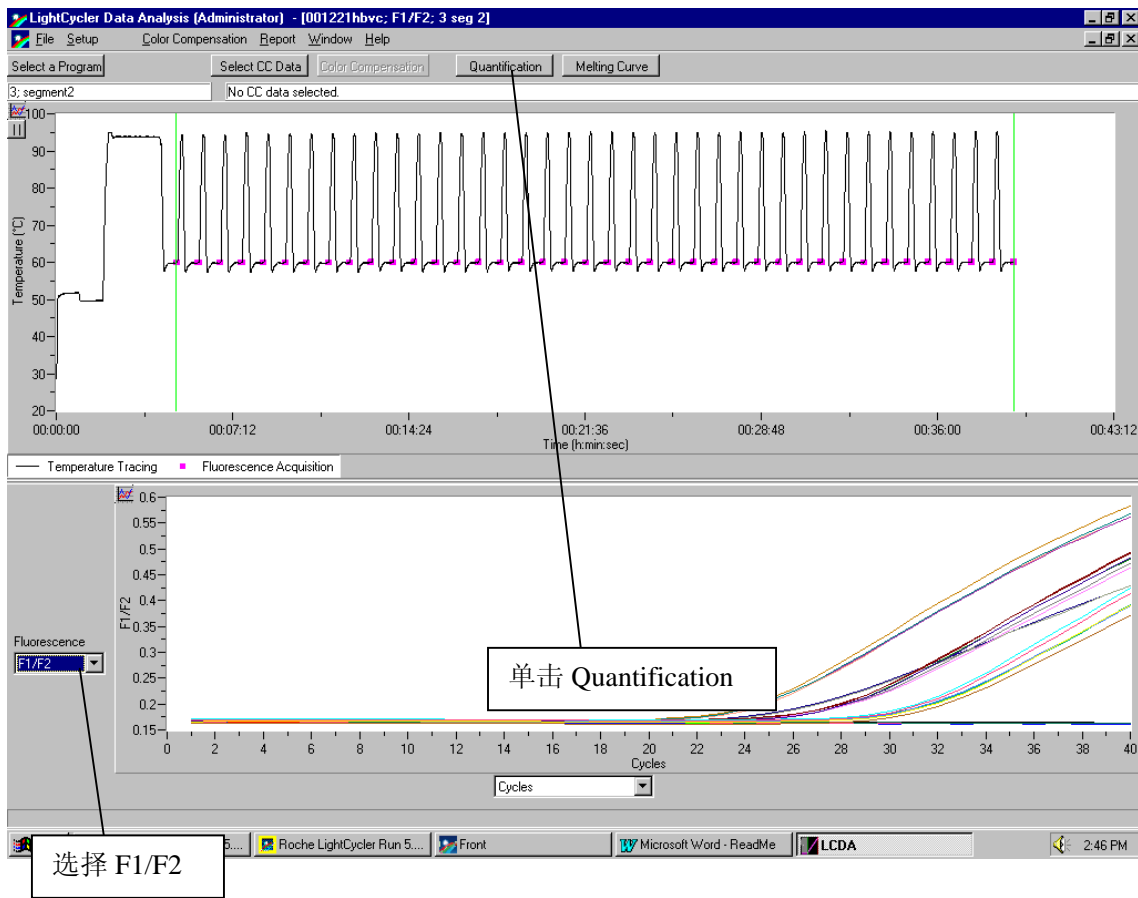 LightCycler Data Analysis (Administrator) - [001221hbvc; F1/F2; 3 seg 2]
File Setup Color Compensation Report Window Help
Select a Program Select CC Data Color Compensation Quantification Melting Curve
3; segment2 No CC data selected.
100
90
80
70
60
50
40
30
20
Temperature (°C)
00:00:00 00:07:12 00:14:24 00:21:36 00:28:48 00:36:00 00:43:12
Time (h:min:sec)
Temperature Tracing Fluorescence Acquisition
0.6
0.55
0.5
0.45
0.4
0.35
0.3
0.25
0.2
0.15
F1/F2
Fluorescence
F1/F2
单击 Quantification
0 2 4 6 8 10 12 14 16 18 20 22 24 26 28 30 32 34 36 38 40
Cycles
Cycles
选择 F1/F2
5.... Roche LightCycler Run 5.... Front Microsoft Word - ReadMe LCDA 2:46 PM